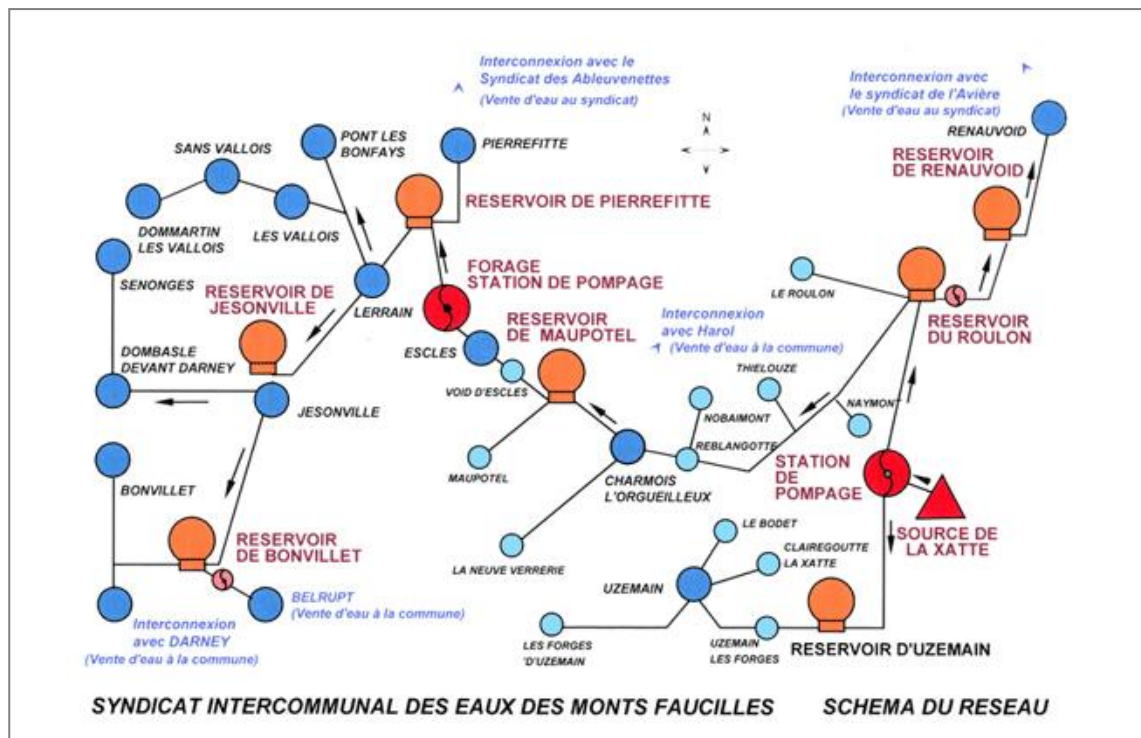 Interconnexion avec le
Syndicat des Ableuvenettes
(Vente d'eau au syndicat)
Interconnexion avec
le syndicat de l'Avière
(Vente d'eau au syndicat)
N
PONT LES
BONFAYS
PIERREFITTE
RENAUVOID
SANS VALLOIS
RESERVOIR
DE RENAUVOID
RESERVOIR DE PIERREFITTE
DOMMARTIN
LES VALLOIS
LES VALLOIS
SENONGES
FORAGE
STATION DE POMPAGE
LE ROULON
RESERVOIR DE
JESONVILLE
LERRAIN
RESERVOIR
DE MAUPOTEL
Interconnexion
avec Harol
(Vente d'eau à la commune)
RESERVOIR
DU ROULON
ESCLES
DOMBASLE
DEVANT DARNEY
THIELOUZE
VOID D'ESCLES
JESONVILLE
NOBAIMONT
NAYMONT
REBLANGOTTE
BONVILLET
MAUPOTEL
CHARMOIS
L'ORGUEILLEUX
STATION
DE
POMPAGE
RESERVOIR
DE BONVILLET
SOURCE DE
LA XATTE
LE BODET
CLAIREGOUTTE
LA XATTE
LA NEUVE VERRERIE
UZEMAIN
BELRUPT
(Vente d'eau à la commune)
Interconnexion
avec DARNEY
(Vente d'eau à la commune)
LES FORGES
'D'UZEMAIN
UZEMAIN
LES FORGES
RESERVOIR D'UZEMAIN
SYNDICAT INTERCOMMUNAL DES EAUX DES MONTS FAUCILLES
SCHEMA DU RESEAU